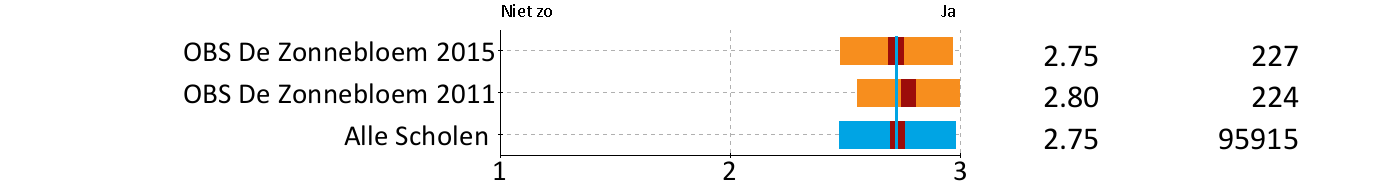 Niet zo Ja
OBS De Zonnebloem 2015 2.75 227
OBS De Zonnebloem 2011 2.80 224
Alle Scholen 2.75 95915
1 2 3